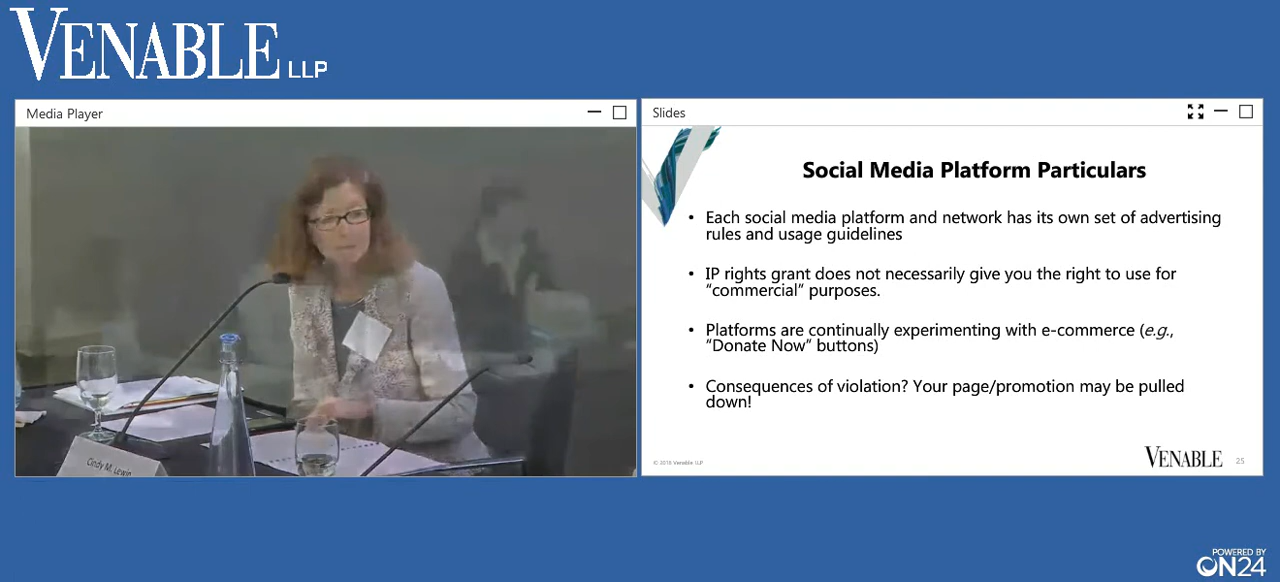 VENABLE LLP
Media Player
Cindy M. Lewin
Slides
Social Media Platform Particulars
• Each social media platform and network has its own set of advertising
rules and usage guidelines
• IP rights grant does not necessarily give you the right to use for
“commercial” purposes.
• Platforms are continually experimenting with e-commerce (e.g.,
“Donate Now” buttons)
• Consequences of violation? Your page/promotion may be pulled
down!
© 2018 Venable LLP
VENABLE
25
POWERED BY
ON24